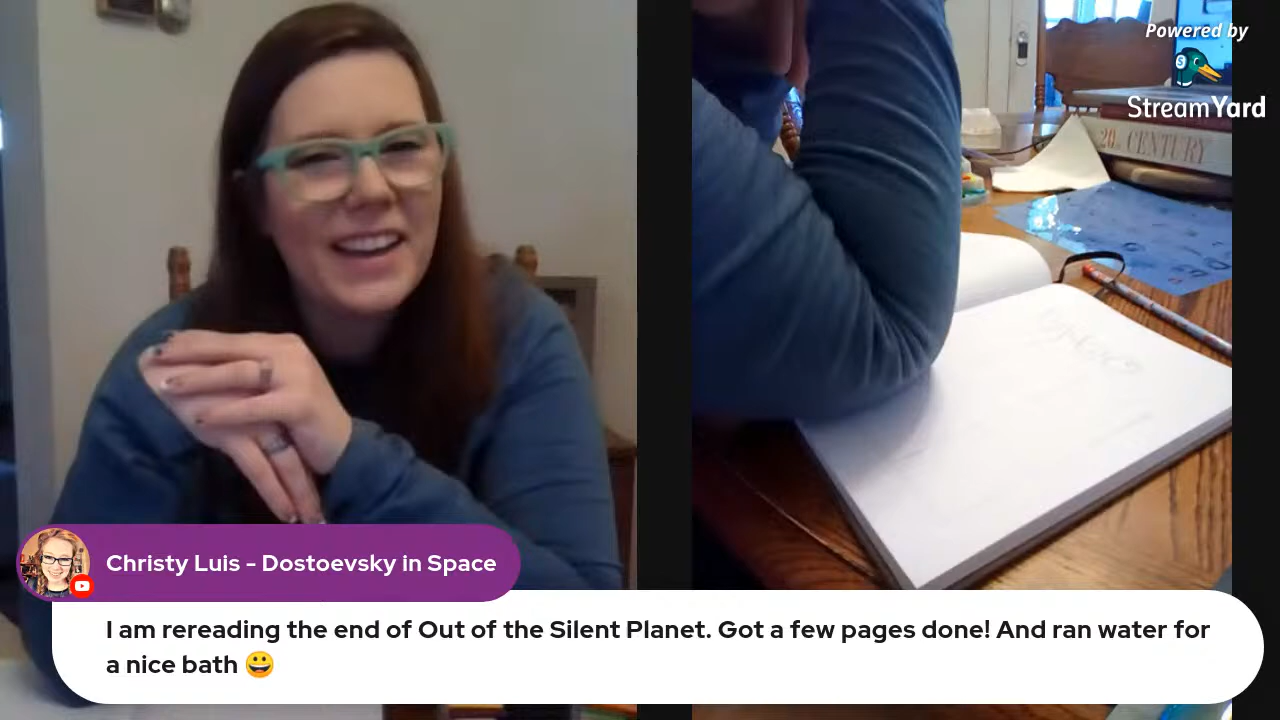 Powered by
StreamYard
20th CENTURY
Christy Luis - Dostoevsky in Space
I am rereading the end of Out of the Silent Planet. Got a few pages done! And ran water for
a nice bath 😀